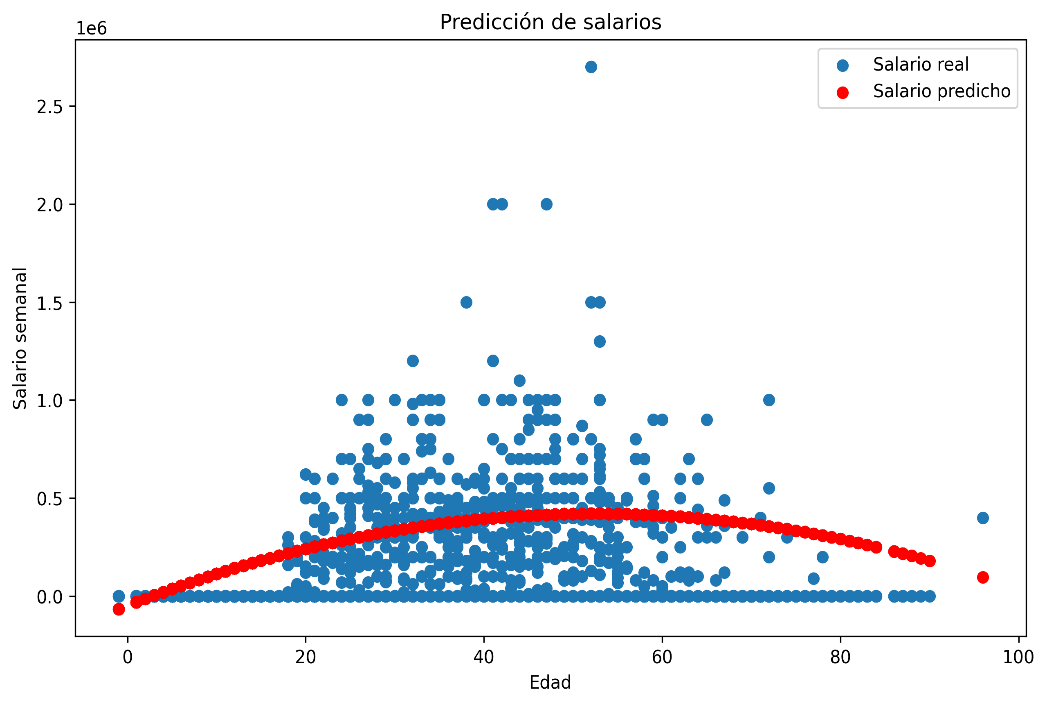 Predicción de salarios
1e6
Salario real
Salario predicho
2.5
2.0
1.5
1.0
0.5
0.0
Salario semanal
0 20 40 60 80 100
Edad